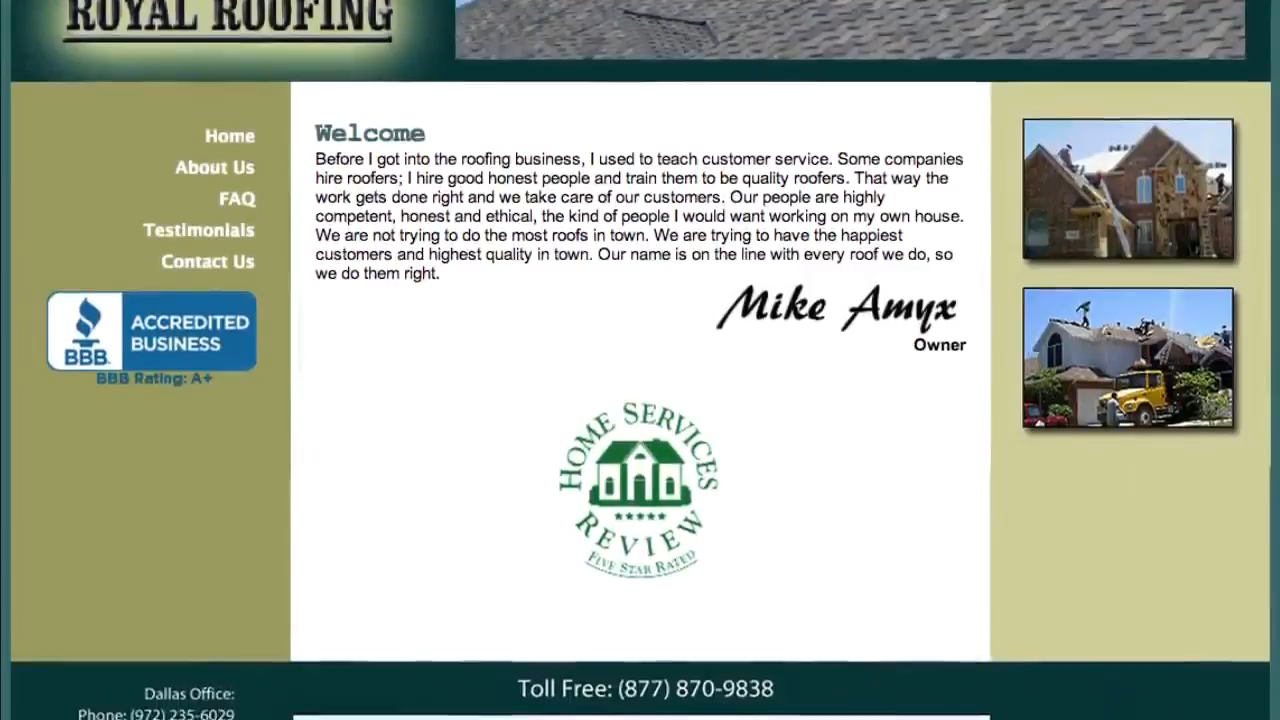 ROYAL ROOFING
Home
About Us
FAQ
Testimonials
Contact Us
BBB
ACCREDITED
BUSINESS
BBB Rating: A+
Welcome
Before I got into the roofing business, I used to teach customer service. Some companies
hire roofers; I hire good honest people and train them to be quality roofers. That way the
work gets done right and we take care of our customers. Our people are highly
competent, honest and ethical, the kind of people I would want working on my own house.
We are not trying to do the most roofs in town. We are trying to have the happiest
customers and highest quality in town. Our name is on the line with every roof we do, so
we do them right.
Mike Amyx
Owner
HOME SERVICES
REVIEW
FIVE STAR RATED
Dallas Office:
Phone: (972) 235-6029
Toll Free: (877) 870-9838